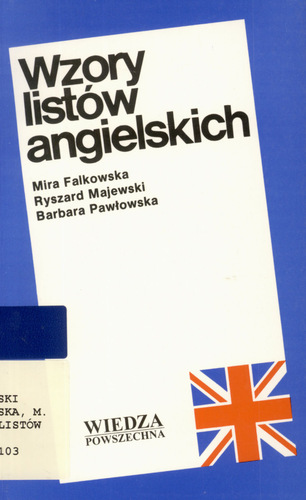 Wzory
listów
angielskich
Mira Falkowska
Ryszard Majewski
Barbara Pawłowska
SKI
SKA, M.
LISTÓW
103
WIEDZA
POWSZECHNA